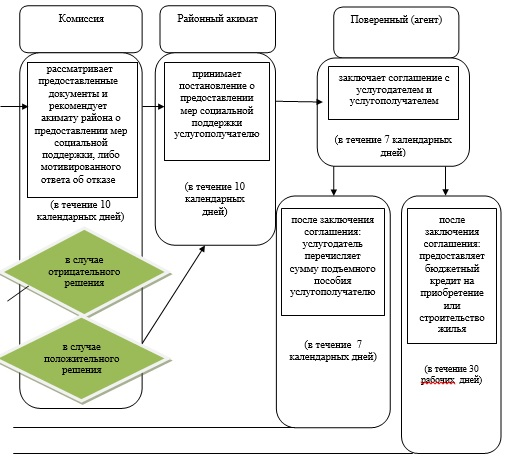 Комиссия
рассматривает
предоставленные
документы и
рекомендует
акимату района о
предоставлении мер
социальной
поддержки, либо
мотивированного
ответа об отказе
(в течение 10
календарных дней)
в случае
отрицательного
решения
в случае
положительного
решения
Районный акимат
принимает
постановление о
предоставлении
мер социальной
поддержки
услугополучателю
(в течение 10
календарных
дней)
Поверенный (агент)
заключает соглашение с
услугодателем и
услугополучателем
(в течение 7 календарных
дней)
после заключения
соглашения:
услугодатель
перечисляет
сумму подъемного
пособия
услугополучателю
(в течение 7
календарных дней)
после
заключения
соглашения:
предоставляет
бюджетный
кредит на
приобретение
или
строительство
жилья
(в течение 30
рабочих дней)